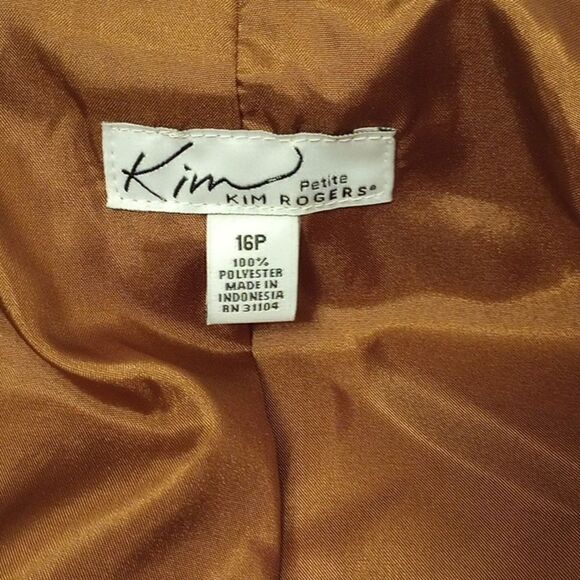 Kim Petite
KIM ROGERS®
16P
100%
POLYESTER
MADE IN
INDONESIA
RN 31104